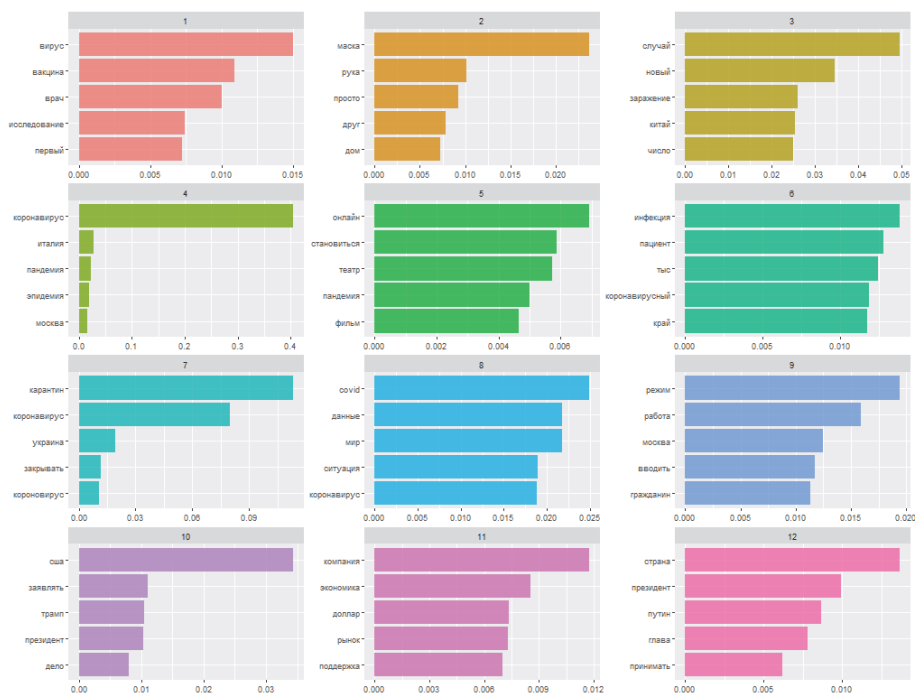 1 2 3
вирус маска случай
вакцина рука новый
врач просто заражение
исследование друг китай
первый дом число
0.000 0.005 0.010 0.015 0.000 0.005 0.010 0.015 0.020 0.00 0.01 0.02 0.03 0.04 0.05
4 5 6
коронавирус онлайн инфекция
италия становиться пациент
пандемия театр тыс
эпидемия пандемия коронавирусный
москва фильм край
0.0 0.1 0.2 0.3 0.4 0.000 0.002 0.004 0.006 0.000 0.005 0.010
7 8 9
карантин covid режим
коронавирус данные работа
украина мир москва
закрывать ситуация вводить
короновирус коронавирус гражданин
0.00 0.03 0.06 0.09 0.000 0.005 0.010 0.015 0.020 0.025 0.000 0.005 0.010 0.015 0.020
10 11 12
сша компания страна
заявлять экономика президент
трамп доллар путин
президент рынок глава
дело поддержка принимать
0.00 0.01 0.02 0.03 0.000 0.003 0.006 0.009 0.012 0.000 0.005 0.010